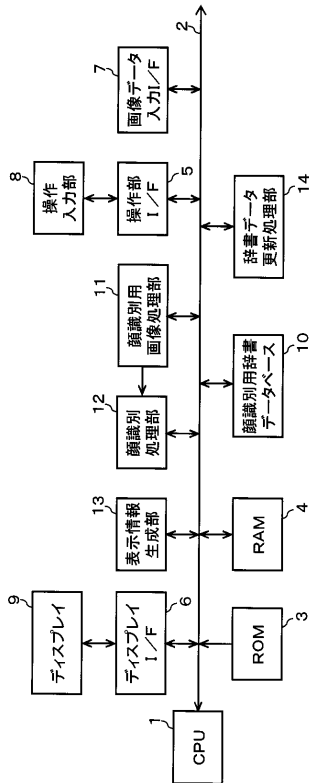 9
ディスプレイ
8
操作
入力部
6
ディスプレイ
I/F
13
表示情報
生成部
12
顔識別
処理部
11
顔識別用
画像処理部
操作部
I/F
5
7
画像データ
入力I/F
1
CPU
2
ROM
3
RAM
4
顔識別用辞書
データベース
10
辞書データ
更新処理部
14